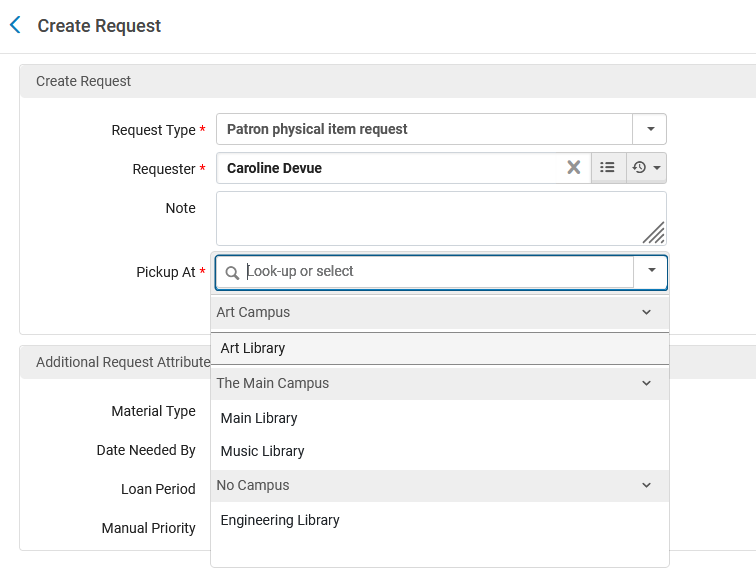 Create Request
Create Request
Request Type *
Patron physical item request
Requester *
Caroline Devue
Note
Pickup At *
Look-up or select
Art Campus
Art Library
The Main Campus
Main Library
Music Library
No Campus
Engineering Library
Additional Request Attribute
Material Type
Date Needed By
Loan Period
Manual Priority